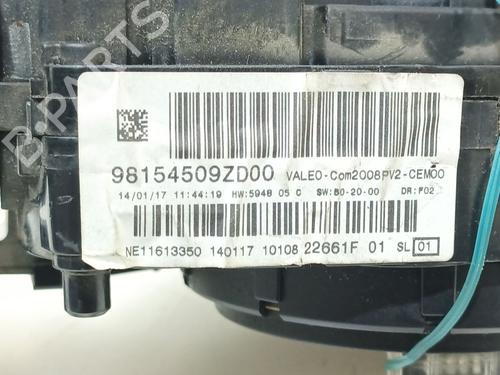 B-PARTS
98154509ZD00 VALEO-Com2008PV2-CEM00
14/01/17 11:44:19 HW:5948 05 C SW:80-20-00 DR:F02
NE11613350 140117 10108 22661F 01 SL 01